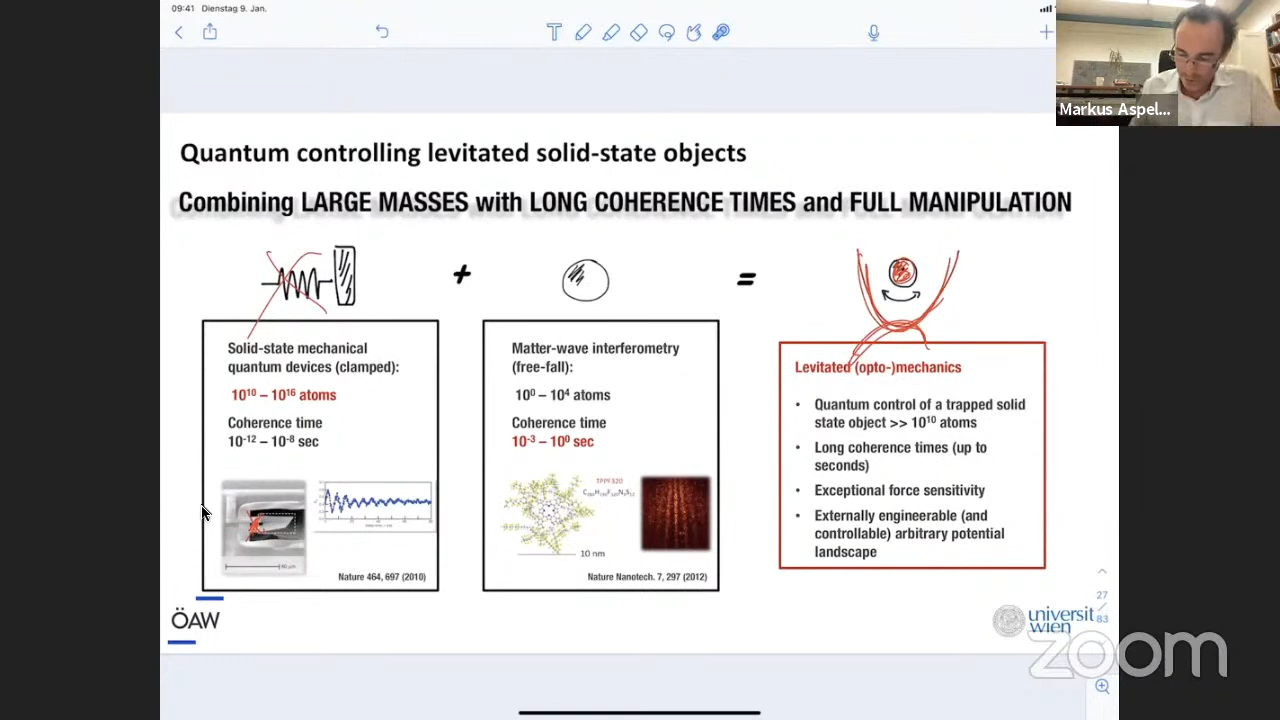 09:41 Dienstag 9. Jan.
Markus Aspel...
Quantum controlling levitated solid-state objects
Combining LARGE MASSES with LONG COHERENCE TIMES and FULL MANIPULATION
+
=
Solid-state mechanical
quantum devices (clamped):
10¹⁰ – 10¹⁶ atoms
Coherence time
10⁻¹² – 10⁻⁸ sec
Nature 464, 697 (2010)
Matter-wave interferometry
(free-fall):
10⁰ – 10⁴ atoms
Coherence time
10⁻³ – 10⁰ sec
TPPF320
10 nm
Nature Nanotech. 7, 297 (2012)
Levitated (opto-)mechanics
• Quantum control of a trapped solid
state object >> 10¹⁰ atoms
• Long coherence times (up to
seconds)
• Exceptional force sensitivity
• Externally engineerable (and
controllable) arbitrary potential
landscape
27
/
83
ÖAW
universit
wien
zoom